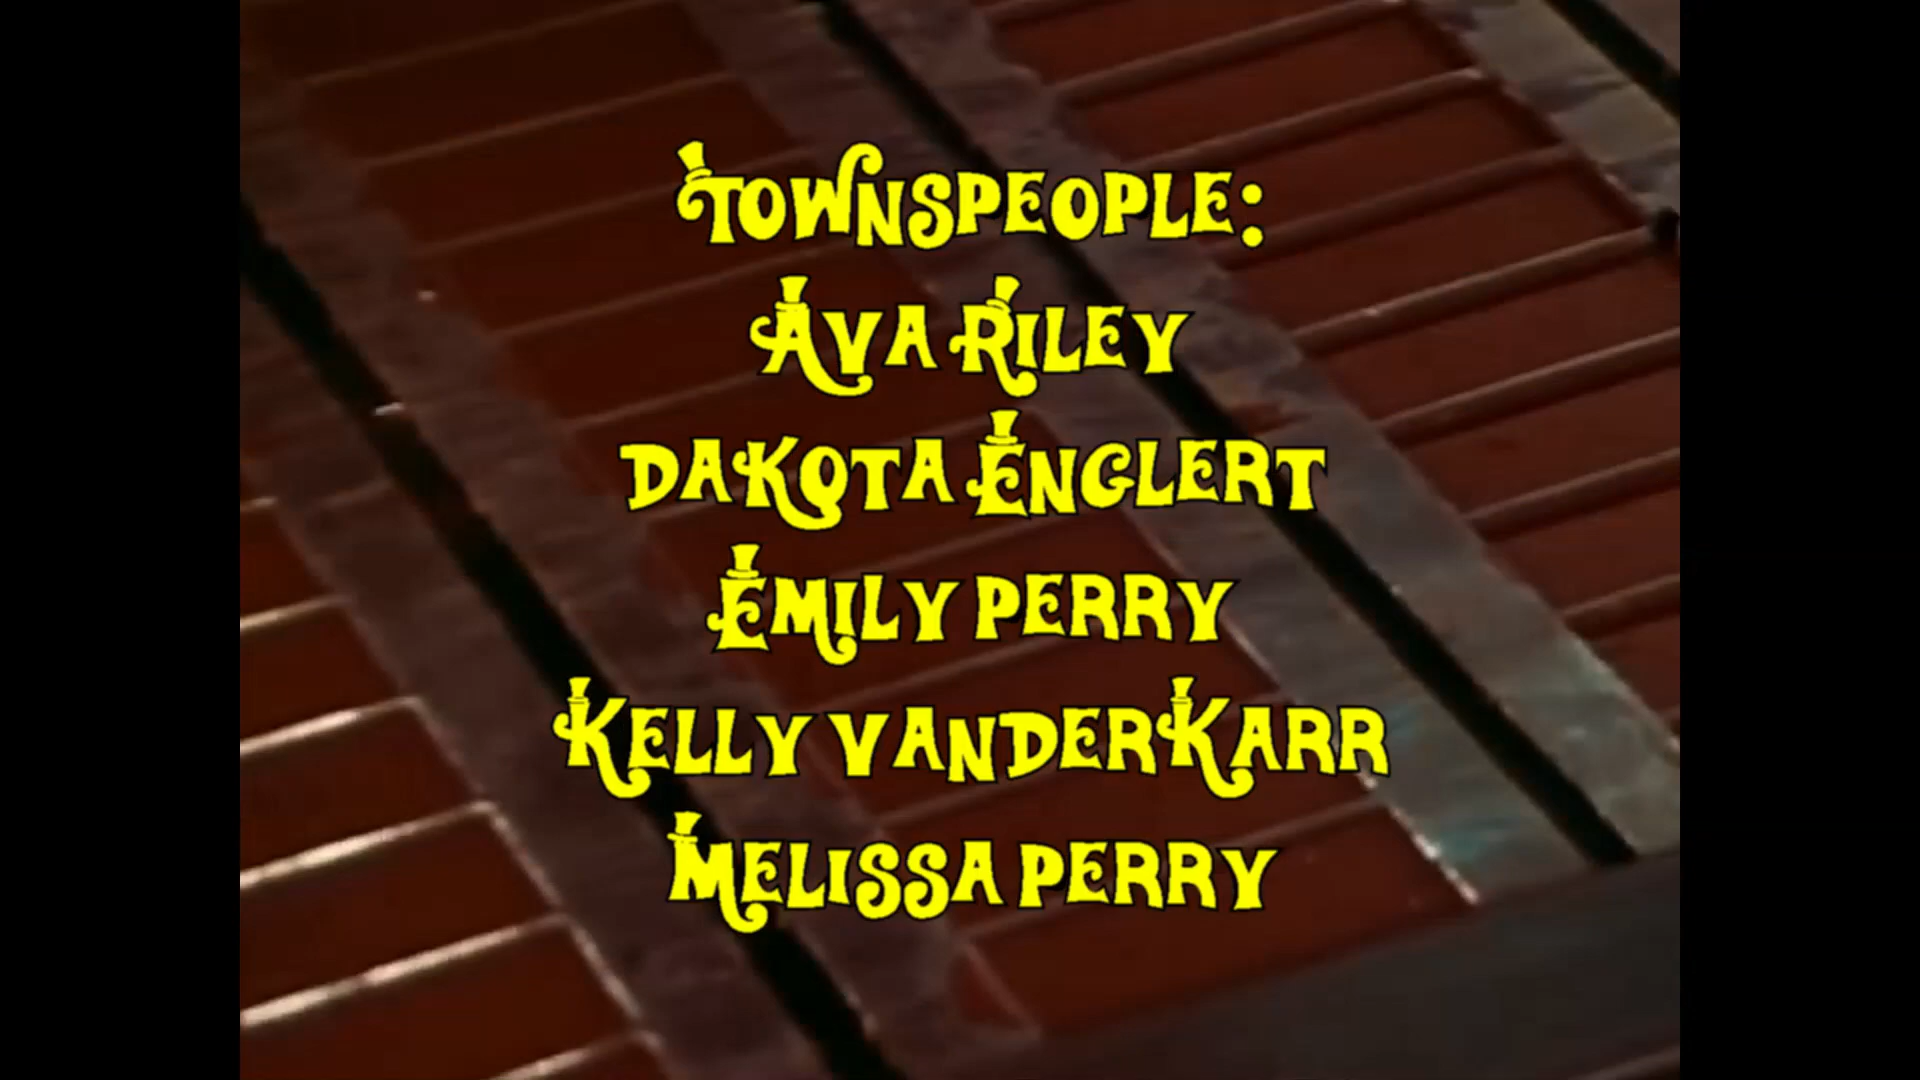 Townspeople:
Ava Riley
Dakota Englert
Emily Perry
Kelly VanderKarr
Melissa Perry